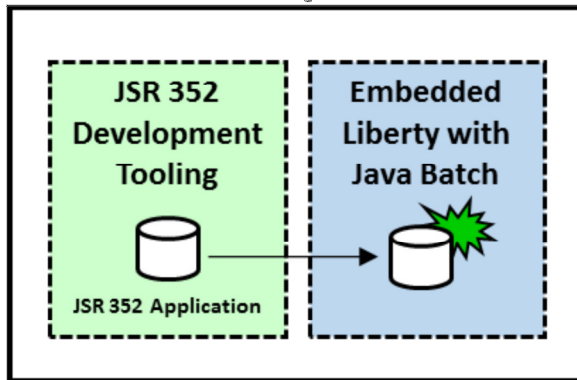 JSR 352
Development
Tooling
JSR 352 Application
Embedded
Liberty with
Java Batch